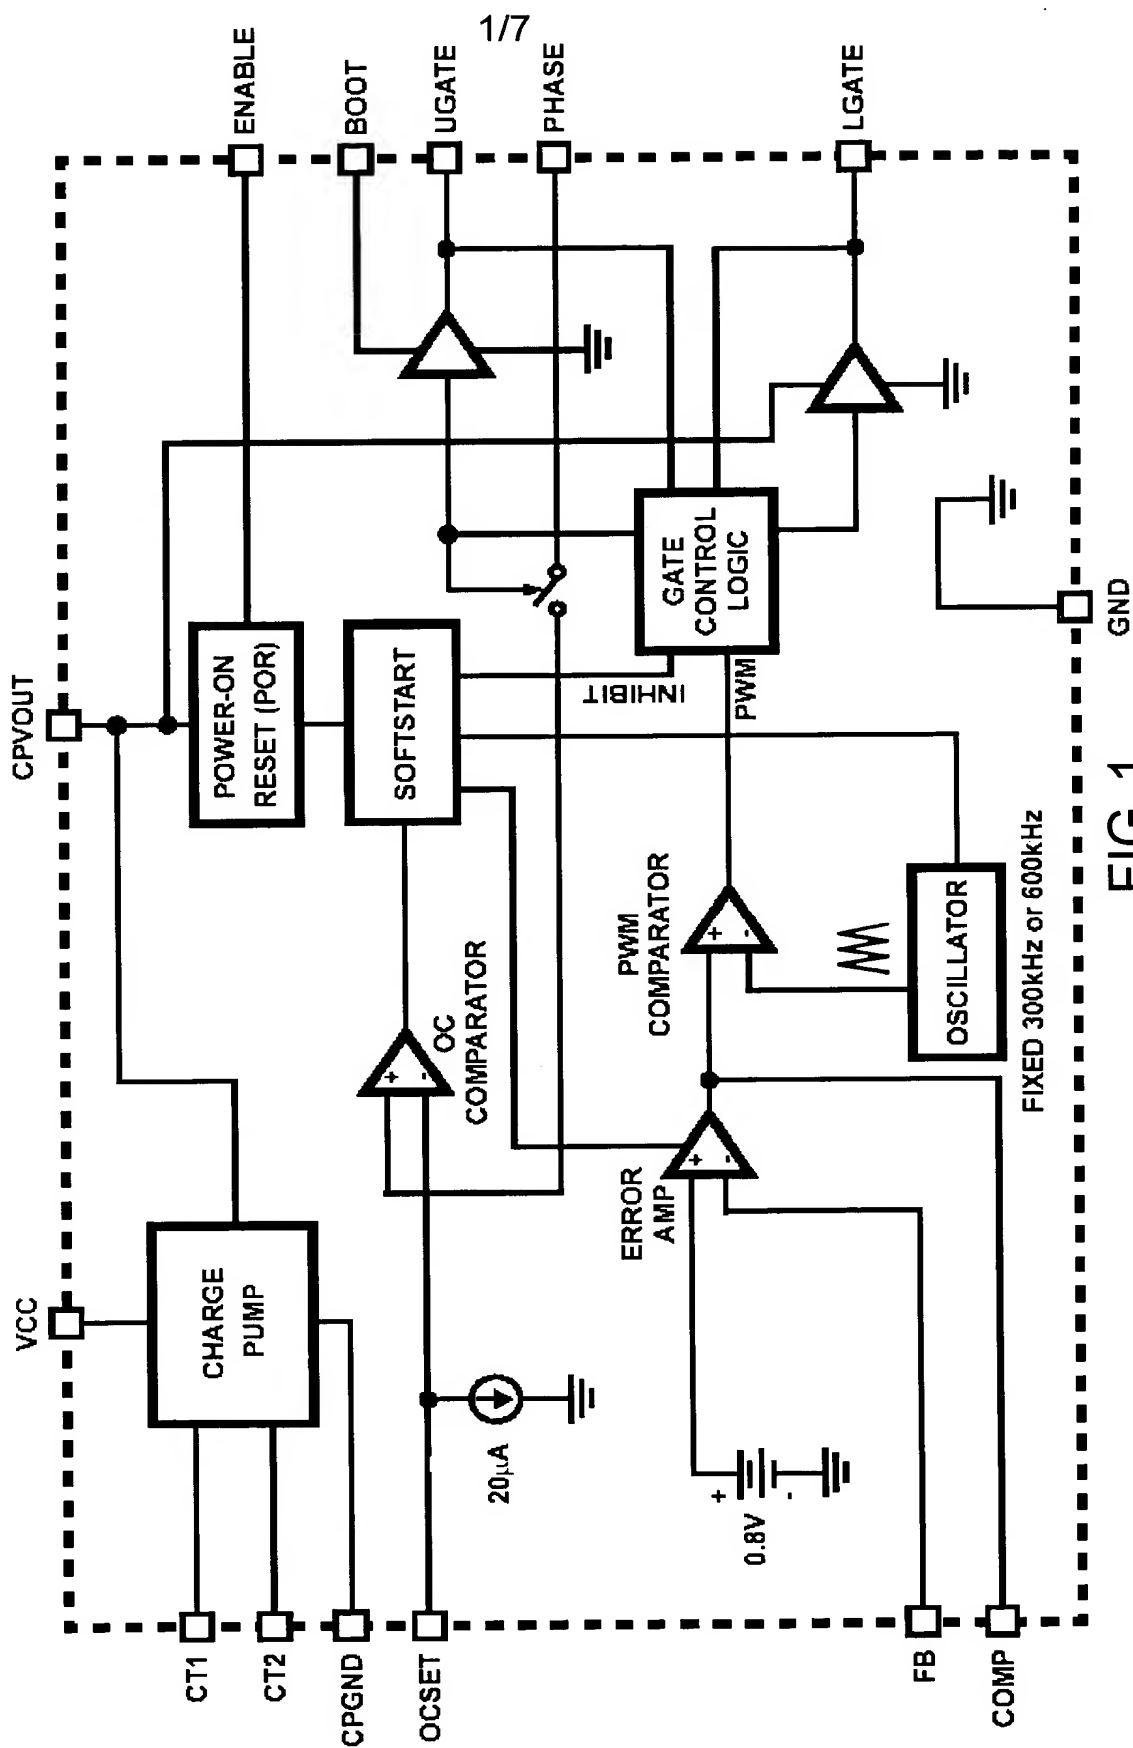 1/7
VCC
CPVOUT
CT1
CT2
CPGND
OCSET
FB
COMP
ENABLE
BOOT
UGATE
PHASE
LGATE
GND
CHARGE
PUMP
POWER-ON
RESET (POR)
SOFTSTART
+
-
OC
COMPARATOR
20µA
INHIBIT
PWM
GATE
CONTROL
LOGIC
PWM
COMPARATOR
+
-
ERROR
AMP
+
-
+
-
0.8V
OSCILLATOR
FIXED 300kHz or 600kHz
FIG. 1